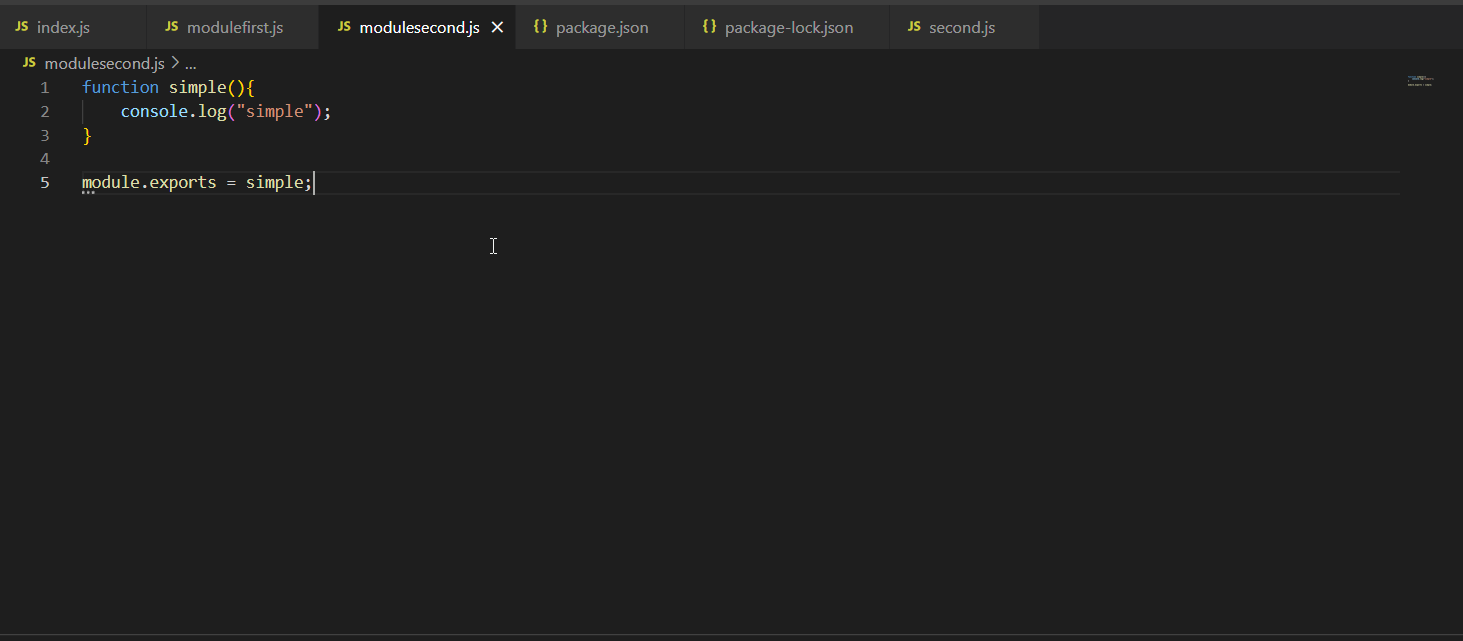 JS index.js JS modulefirst.js JS modulesecond.js {} package.json {} package-lock.json JS second.js
JS modulesecond.js > ...
1 function simple(){
2 console.log("simple");
3 }
4
5 module.exports = simple;